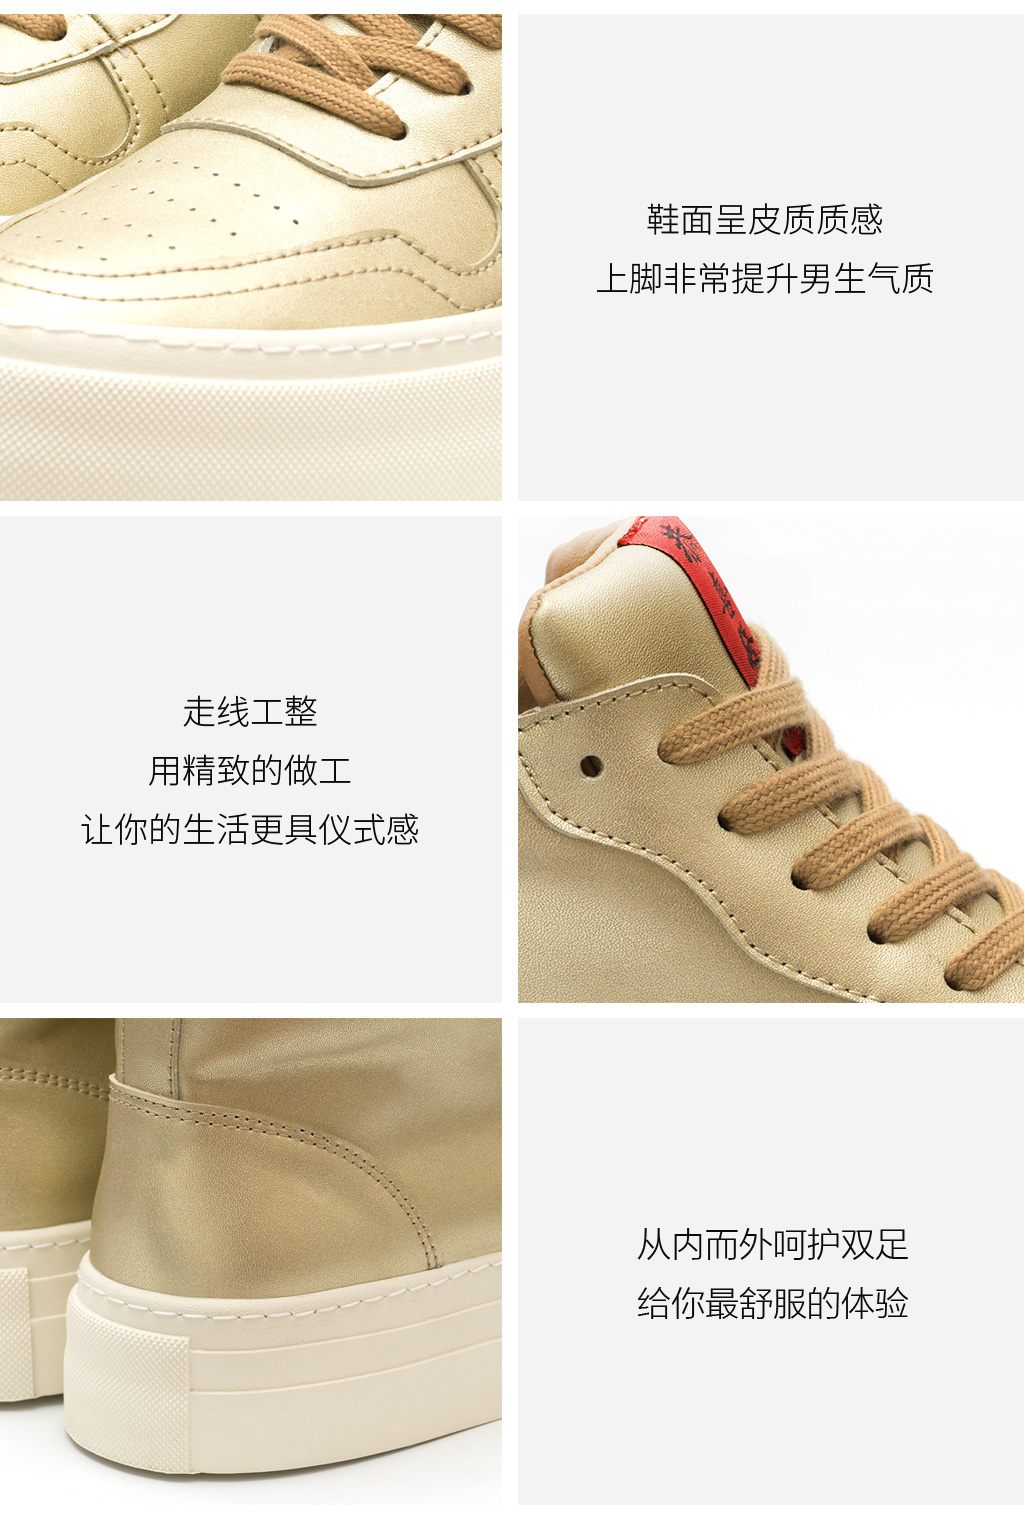 鞋面呈皮质质感
上脚非常提升男生气质
走线工整
用精致的做工
让你的生活更具仪式感
从内而外呵护双足
给你最舒服的体验